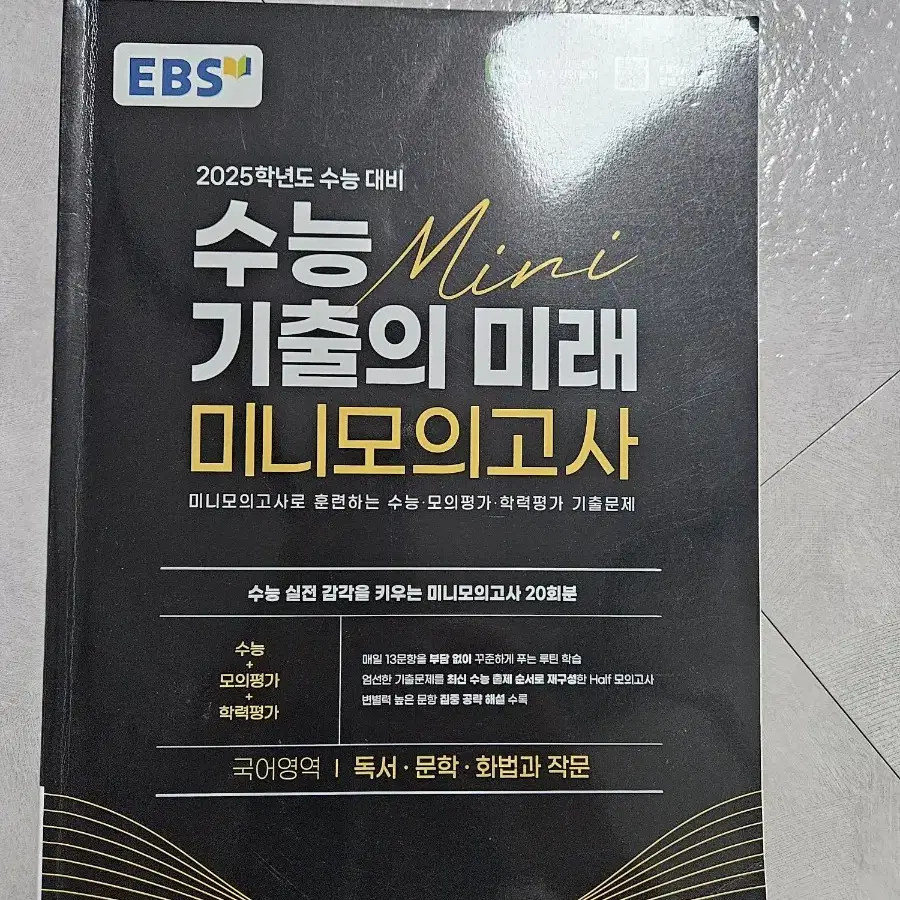 EBS
2025학년도 수능 대비
수능 Mini
기출의 미래
미니모의고사
미니모의고사로 훈련하는 수능·모의평가·학력평가 기출문제
수능 실전 감각을 키우는 미니모의고사 20회분
수능
+
모의평가
+
학력평가
매일 13문항을 부담 없이 꾸준하게 푸는 루틴 학습
엄선한 기출문제를 최신 수능 출제 순서로 재구성한 Half 모의고사
변별력 높은 문항 집중 공략 해설 수록
국어영역 | 독서·문학·화법과 작문